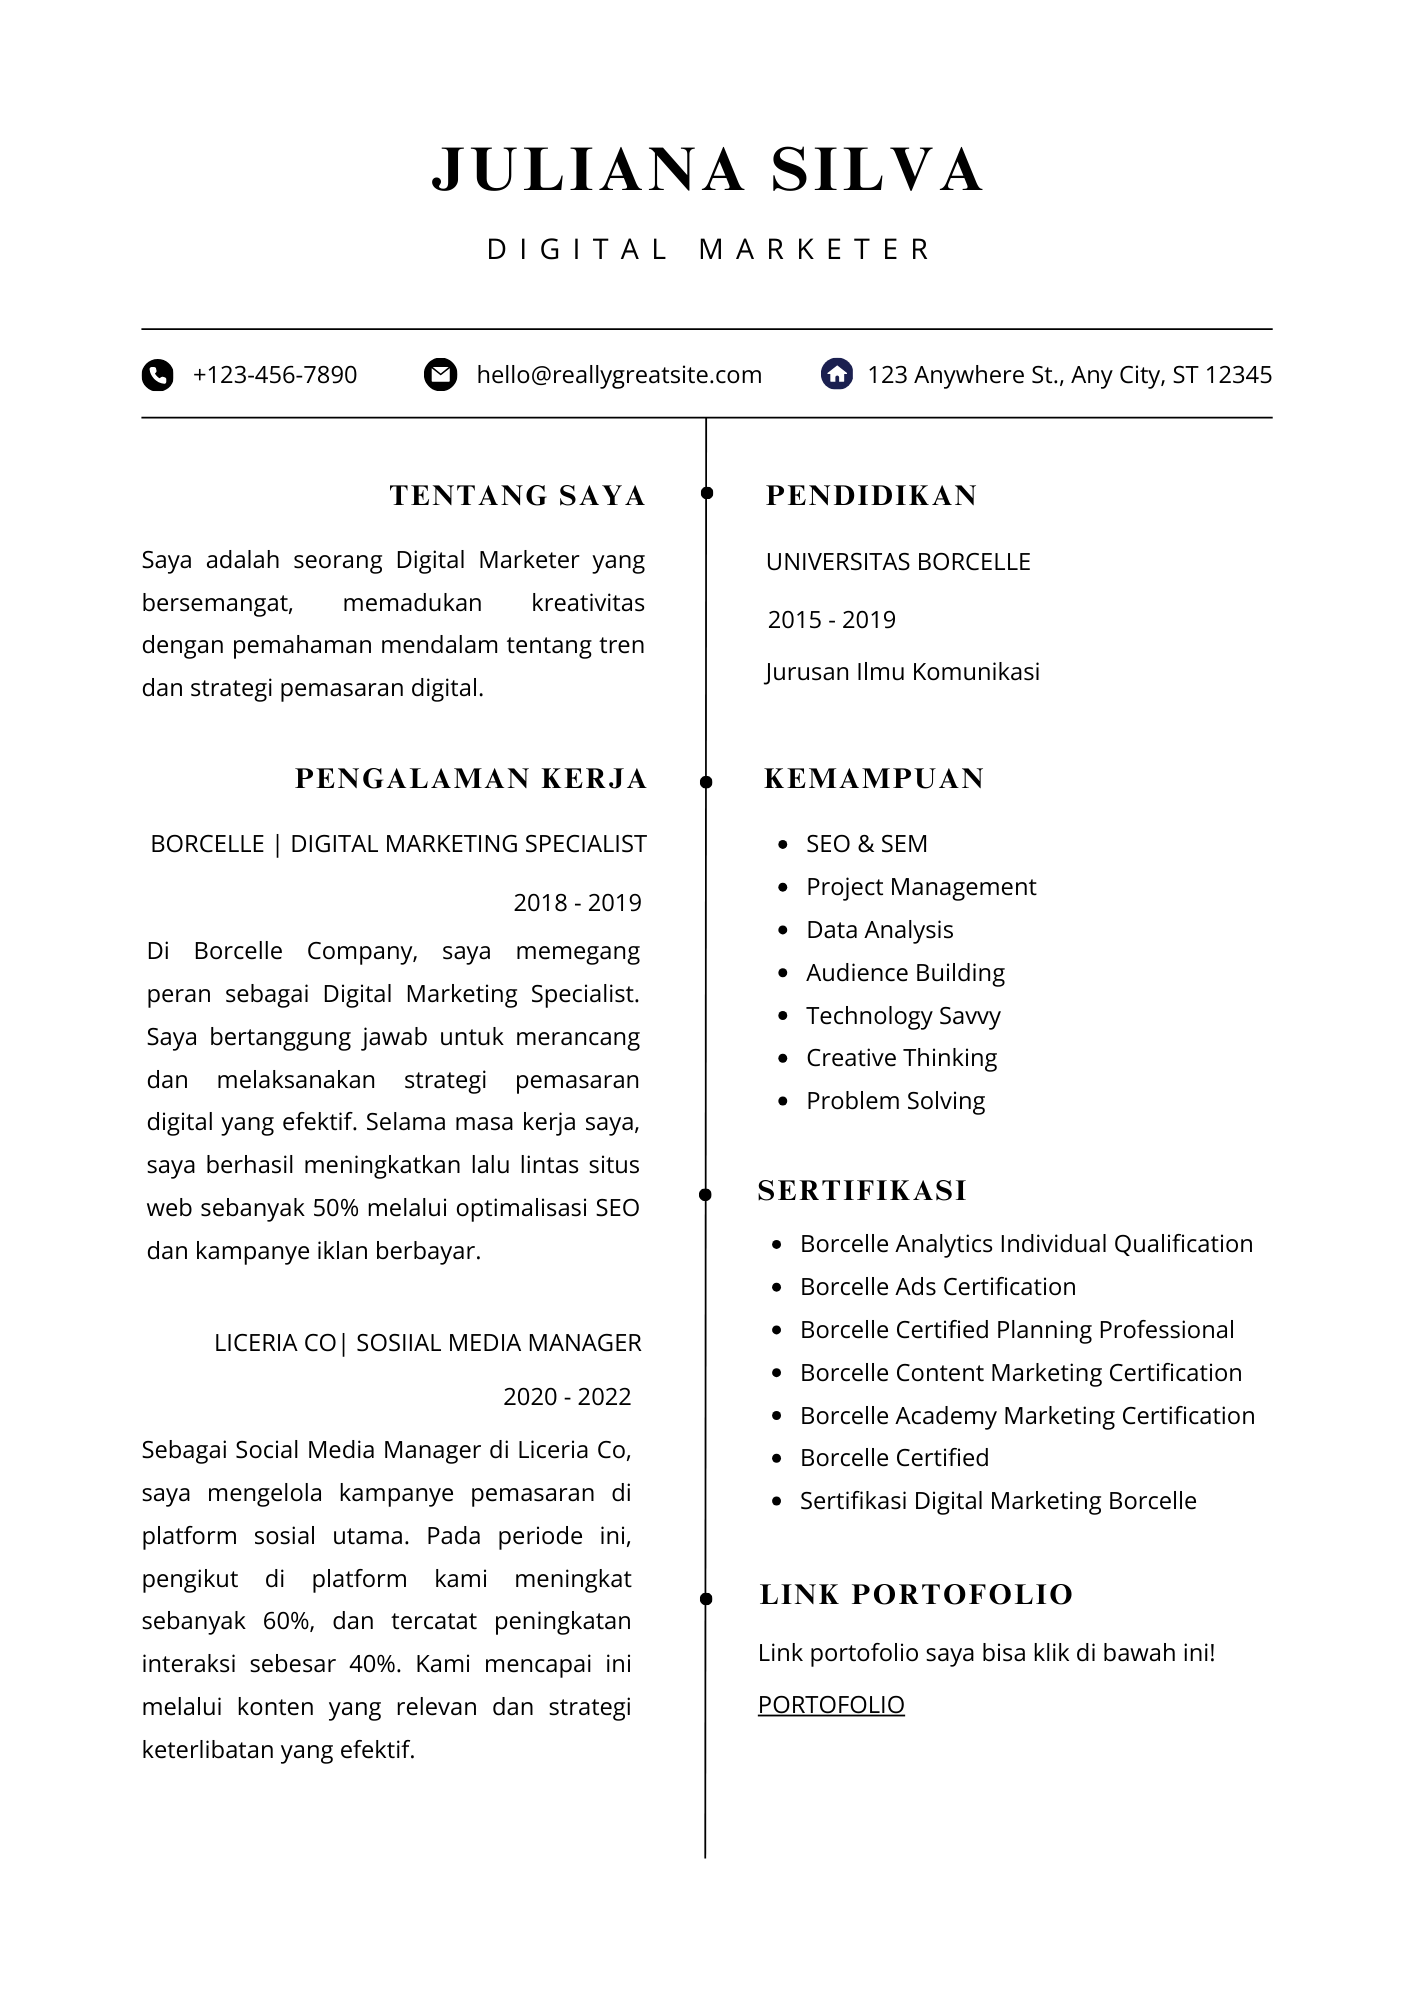 JULIANA SILVA
DIGITAL MARKETER
+123-456-7890
hello@reallygreatsite.com
123 Anywhere St., Any City, ST 12345
TENTANG SAYA
Saya adalah seorang Digital Marketer yang
bersemangat, memadukan kreativitas
dengan pemahaman mendalam tentang tren
dan strategi pemasaran digital.
PENGALAMAN KERJA
BORCELLE | DIGITAL MARKETING SPECIALIST
2018 - 2019
Di Borcelle Company, saya memegang
peran sebagai Digital Marketing Specialist.
Saya bertanggung jawab untuk merancang
dan melaksanakan strategi pemasaran
digital yang efektif. Selama masa kerja saya,
saya berhasil meningkatkan lalu lintas situs
web sebanyak 50% melalui optimalisasi SEO
dan kampanye iklan berbayar.
LICERIA CO| SOSIIAL MEDIA MANAGER
2020 - 2022
Sebagai Social Media Manager di Liceria Co,
saya mengelola kampanye pemasaran di
platform sosial utama. Pada periode ini,
pengikut di platform kami meningkat
sebanyak 60%, dan tercatat peningkatan
interaksi sebesar 40%. Kami mencapai ini
melalui konten yang relevan dan strategi
keterlibatan yang efektif.
PENDIDIKAN
UNIVERSITAS BORCELLE
2015 - 2019
Jurusan Ilmu Komunikasi
KEMAMPUAN
• SEO & SEM
• Project Management
• Data Analysis
• Audience Building
• Technology Savvy
• Creative Thinking
• Problem Solving
SERTIFIKASI
• Borcelle Analytics Individual Qualification
• Borcelle Ads Certification
• Borcelle Certified Planning Professional
• Borcelle Content Marketing Certification
• Borcelle Academy Marketing Certification
• Borcelle Certified
• Sertifikasi Digital Marketing Borcelle
LINK PORTOFOLIO
Link portofolio saya bisa klik di bawah ini!
PORTOFOLIO